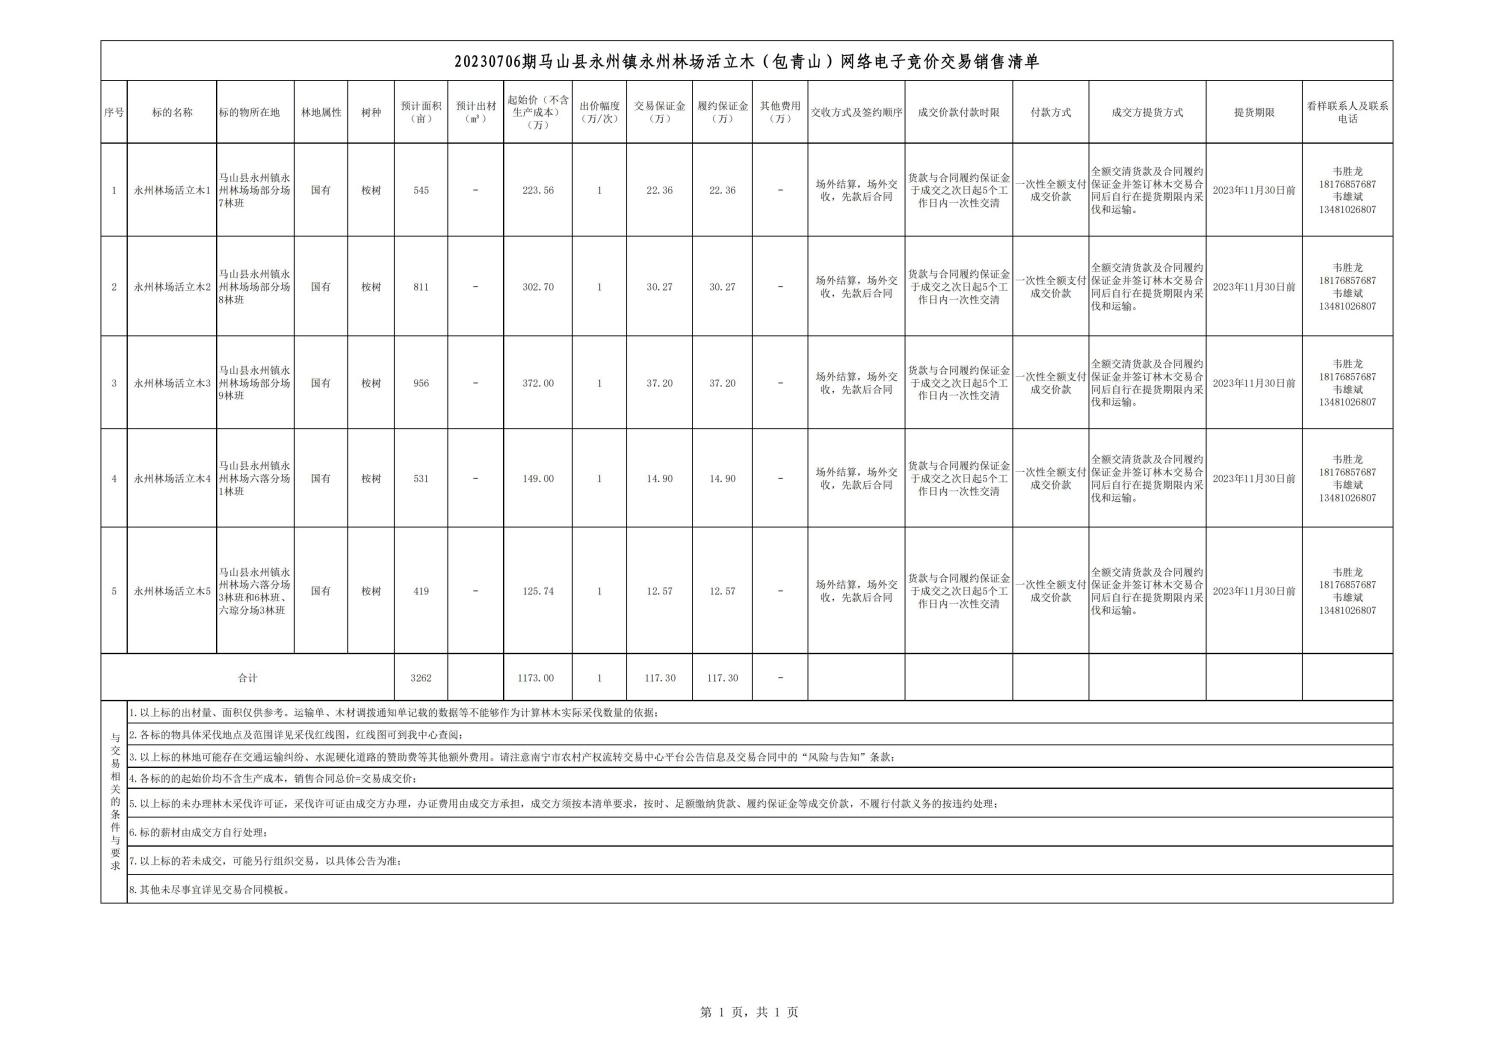 20230706期马山县永州镇永州林场活立木（包青山）网络电子竞价交易销售清单
序号 标的名称 标的物所在地 林地属性 树种 预计面积（亩） 预计出材（m³） 起始价（不含生产成本）（万） 出价幅度（万/次） 交易保证金（万） 履约保证金（万） 其他费用（万） 交收方式及签约顺序 成交价款付款时限 付款方式 成交方提货方式 提货期限 看样联系人及联系电话
1 永州林场活立木1 马山县永州镇永州林场场部分场7林班 国有 桉树 545 - 223.56 1 22.36 22.36 - 场外结算，场外交收，先款后合同 货款与合同履约保证金于成交之次日起5个工作日内一次性交清 一次性全额支付成交价款 全额交清货款及合同履约保证金并签订林木交易合同后自行在提货期限内采伐和运输。 2023年11月30日前 韦胜龙 18176857687 韦雄斌 13481026807
2 永州林场活立木2 马山县永州镇永州林场场部分场8林班 国有 桉树 811 - 302.70 1 30.27 30.27 - 场外结算，场外交收，先款后合同 货款与合同履约保证金于成交之次日起5个工作日内一次性交清 一次性全额支付成交价款 全额交清货款及合同履约保证金并签订林木交易合同后自行在提货期限内采伐和运输。 2023年11月30日前 韦胜龙 18176857687 韦雄斌 13481026807
3 永州林场活立木3 马山县永州镇永州林场场部分场9林班 国有 桉树 956 - 372.00 1 37.20 37.20 - 场外结算，场外交收，先款后合同 货款与合同履约保证金于成交之次日起5个工作日内一次性交清 一次性全额支付成交价款 全额交清货款及合同履约保证金并签订林木交易合同后自行在提货期限内采伐和运输。 2023年11月30日前 韦胜龙 18176857687 韦雄斌 13481026807
4 永州林场活立木4 马山县永州镇永州林场六落分场1林班 国有 桉树 531 - 149.00 1 14.90 14.90 - 场外结算，场外交收，先款后合同 货款与合同履约保证金于成交之次日起5个工作日内一次性交清 一次性全额支付成交价款 全额交清货款及合同履约保证金并签订林木交易合同后自行在提货期限内采伐和运输。 2023年11月30日前 韦胜龙 18176857687 韦雄斌 13481026807
5 永州林场活立木5 马山县永州镇永州林场六落分场3林班和6林班、六琼分场3林班 国有 桉树 419 - 125.74 1 12.57 12.57 - 场外结算，场外交收，先款后合同 货款与合同履约保证金于成交之次日起5个工作日内一次性交清 一次性全额支付成交价款 全额交清货款及合同履约保证金并签订林木交易合同后自行在提货期限内采伐和运输。 2023年11月30日前 韦胜龙 18176857687 韦雄斌 13481026807
合计 3262 1173.00 1 117.30 117.30 -
与交易相关的条件与要求
1.以上标的出材量、面积仅供参考。运输单、木材调拨通知单记载的数据等不能够作为计算林木实际采伐数量的依据；
2.各标的物具体采伐地点及范围详见采伐红线图，红线图可到我中心查阅；
3.以上标的林地可能存在交通运输纠纷、水泥硬化道路的赞助费等其他额外费用。请注意南宁市农村产权流转交易中心平台公告信息及交易合同中的“风险与告知”条款；
4.各标的的起始价均不含生产成本，销售合同总价=交易成交价；
5.以上标的未办理林木采伐许可证，采伐许可证由成交方办理，办证费用由成交方承担，成交方须按本清单要求，按时、足额缴纳货款、履约保证金等成交价款，不履行付款义务的按违约处理；
6.标的薪材由成交方自行处理；
7.以上标的若未成交，可能另行组织交易，以具体公告为准；
8.其他未尽事宜详见交易合同模板。
第 1 页，共 1 页